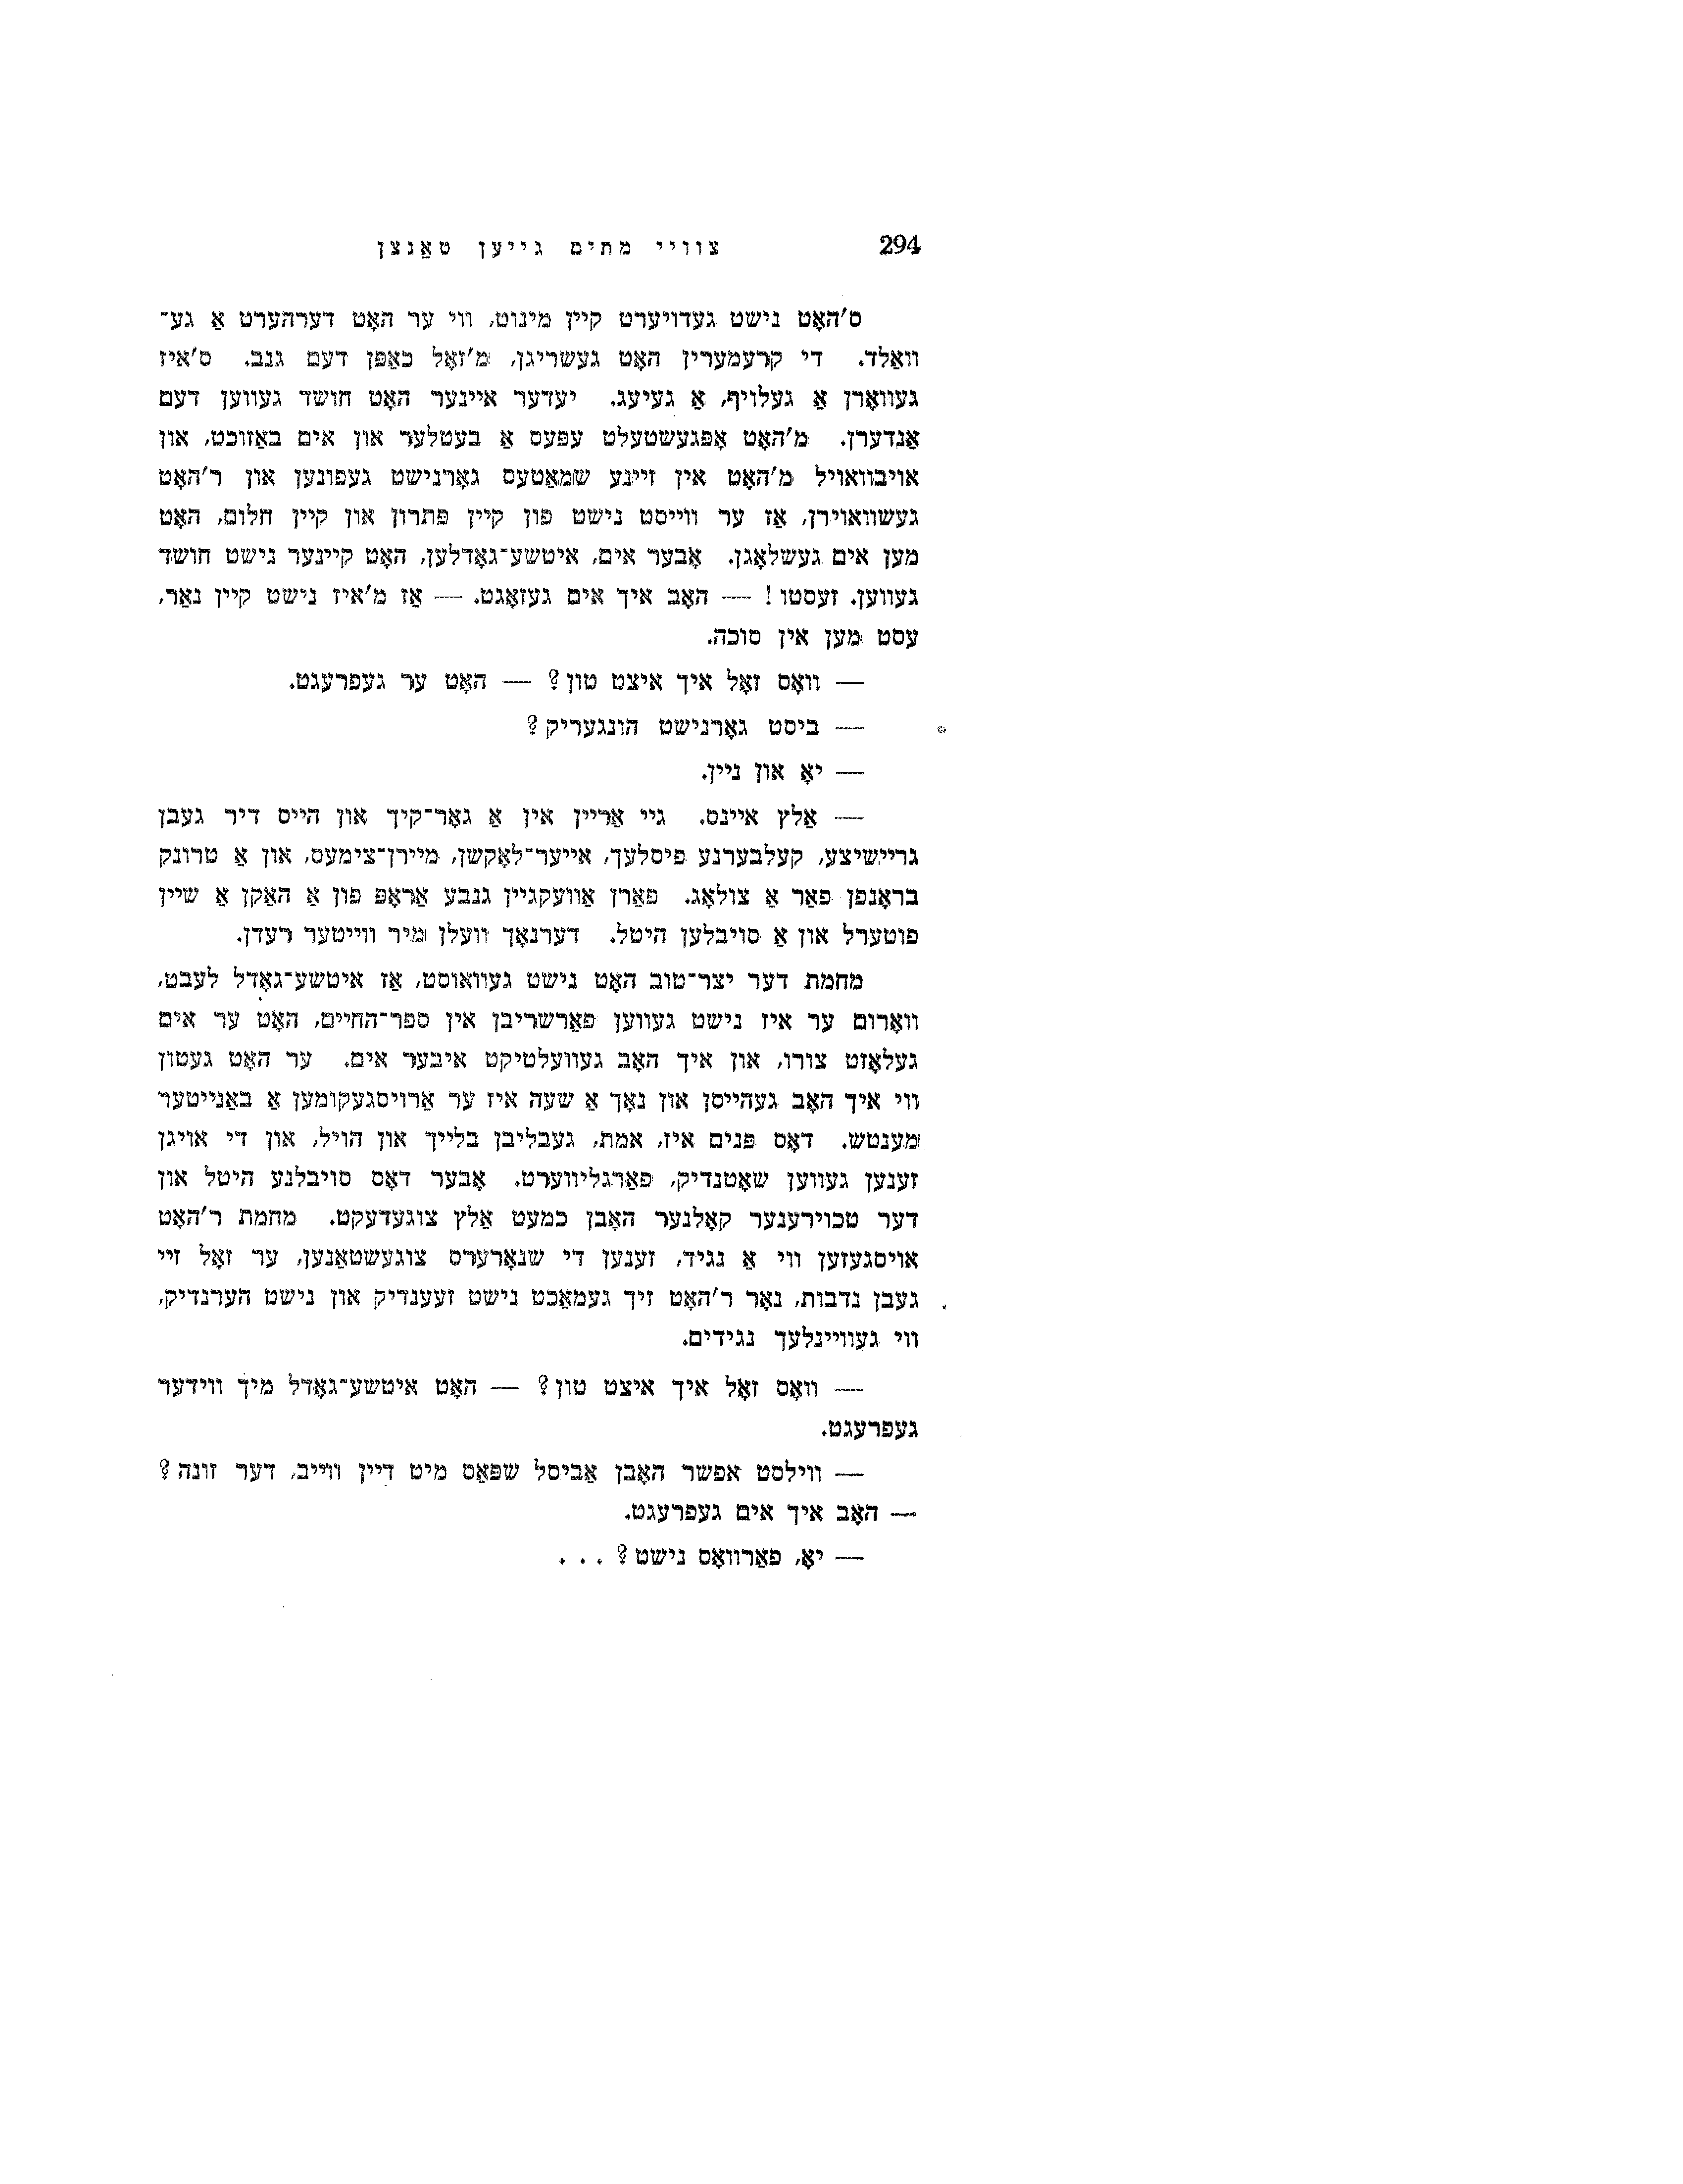 294 צוויי מתים גייען טאַנצן
ס'האָט נישט געדויערט קיין מינוט, ווי ער האָט דערהערט אַ גע־
וואַלד. די קרעמערין האָט געשריגן, מ'זאָל כאַפּן דעם גנב. ס'איז
געוואָרן אַ געלויף, אַ געיעג. יעדער איינער האָט חושד געווען דעם
אַנדערן. מ'האָט אָפּגעשטעלט עפּעס אַ בעטלער און אים באַזוכט, און
אויבוואויל מ'האָט אין זיינע שמאַטעס גאָרנישט געפונען און ר'האָט
געשוואוירן, אַז ער ווייסט נישט פון קיין פּתרון און קיין חלום, האָט
מען אים געשלאָגן. אָבער אים, איטשע־גאָדלען, האָט קיינער נישט חושד
געווען. זעסטו! — האָב איך אים געזאָגט. — אַז מ'איז נישט קיין נאַר,
עסט מען אין סוכה.
— וואָס זאָל איך איצט טון? — האָט ער געפרעגט.
— ביסט גאָרנישט הונגעריק?
— יאָ און ניין.
— אַלץ איינס. גיי אַריין אין אַ גאָר־קיך און הייס דיר געבן
גריישיצע, קעלבערנע פיסלעך, אייער־לאָקשן, מיירן־צימעס, און אַ טרונק
בראָנפן פאַר אַ צולאָג. פאַרן אַוועקגיין גנבע אַראָפּ פון אַ האַקן אַ שיין
פוטערל און אַ סויבלען היטל. דערנאָך וועלן מיר ווייטער רעדן.
מחמת דער יצר־טוב האָט נישט געוואוסט, אַז איטשע־גאָדל לעבט,
וואָרום ער איז נישט געווען פאַרשריבן אין ספר־החיים, האָט ער אים
געלאָזט צורו, און איך האָב געוועלטיקט איבער אים. ער האָט געטון
ווי איך האָב געהייסן און נאָך אַ שעה איז ער אַרויסגעקומען אַ באַנייטער
מענטש. דאָס פּנים איז, אמת, געבליבן בלייך און הויל, און די אויגן
זענען געווען שאָטנדיק, פאַרגליווערט. אָבער דאָס סויבלנע היטל און
דער טכוירענער קאָלנער האָבן כמעט אַלץ צוגעדעקט. מחמת ר'האָט
אויסגעזען ווי אַ נגיד, זענען די שנאָרערס צוגעשטאַנען, ער זאָל זיי
געבן נדבות, נאָר ר'האָט זיך געמאַכט נישט זעענדיק און נישט הערנדיק,
ווי געוויינלעך נגידים.
— וואָס זאָל איך איצט טון? — האָט איטשע־גאָדל מיך ווידער
געפרעגט.
— ווילסט אפשר האָבן אַביסל שפּאַס מיט דיין ווייב, דער זונה?
— האָב איך אים געפרעגט.
— יאָ, פאַרוואָס נישט? . . .